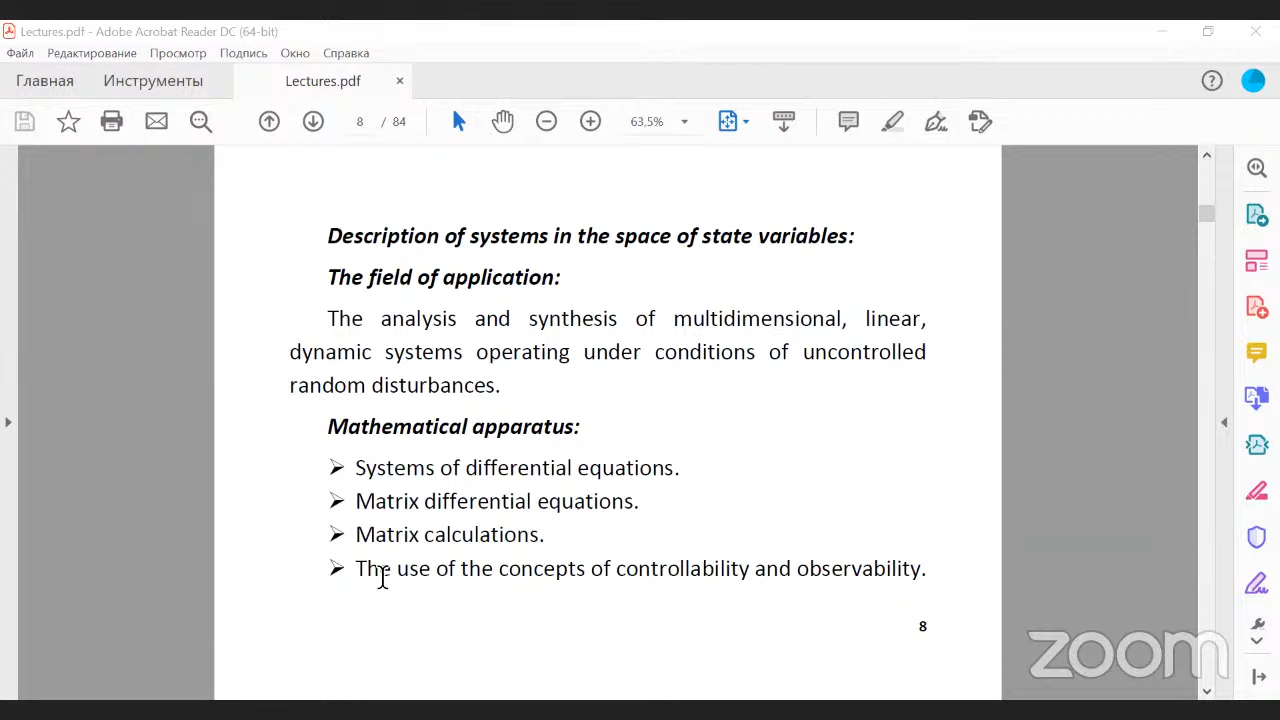 Lectures.pdf - Adobe Acrobat Reader DC (64-bit)
Файл Редактирование Просмотр Подпись Окно Справка
Главная Инструменты Lectures.pdf ×
8 / 84 63,5%
Description of systems in the space of state variables:
The field of application:
The analysis and synthesis of multidimensional, linear,
dynamic systems operating under conditions of uncontrolled
random disturbances.
Mathematical apparatus:
➢ Systems of differential equations.
➢ Matrix differential equations.
➢ Matrix calculations.
➢ The use of the concepts of controllability and observability.
8
zoom